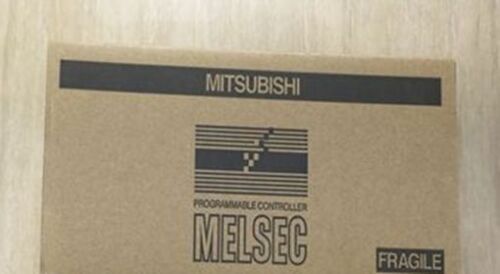 MITSUBISHI
PROGRAMMABLE CONTROLLER
MELSEC
FRAGILE